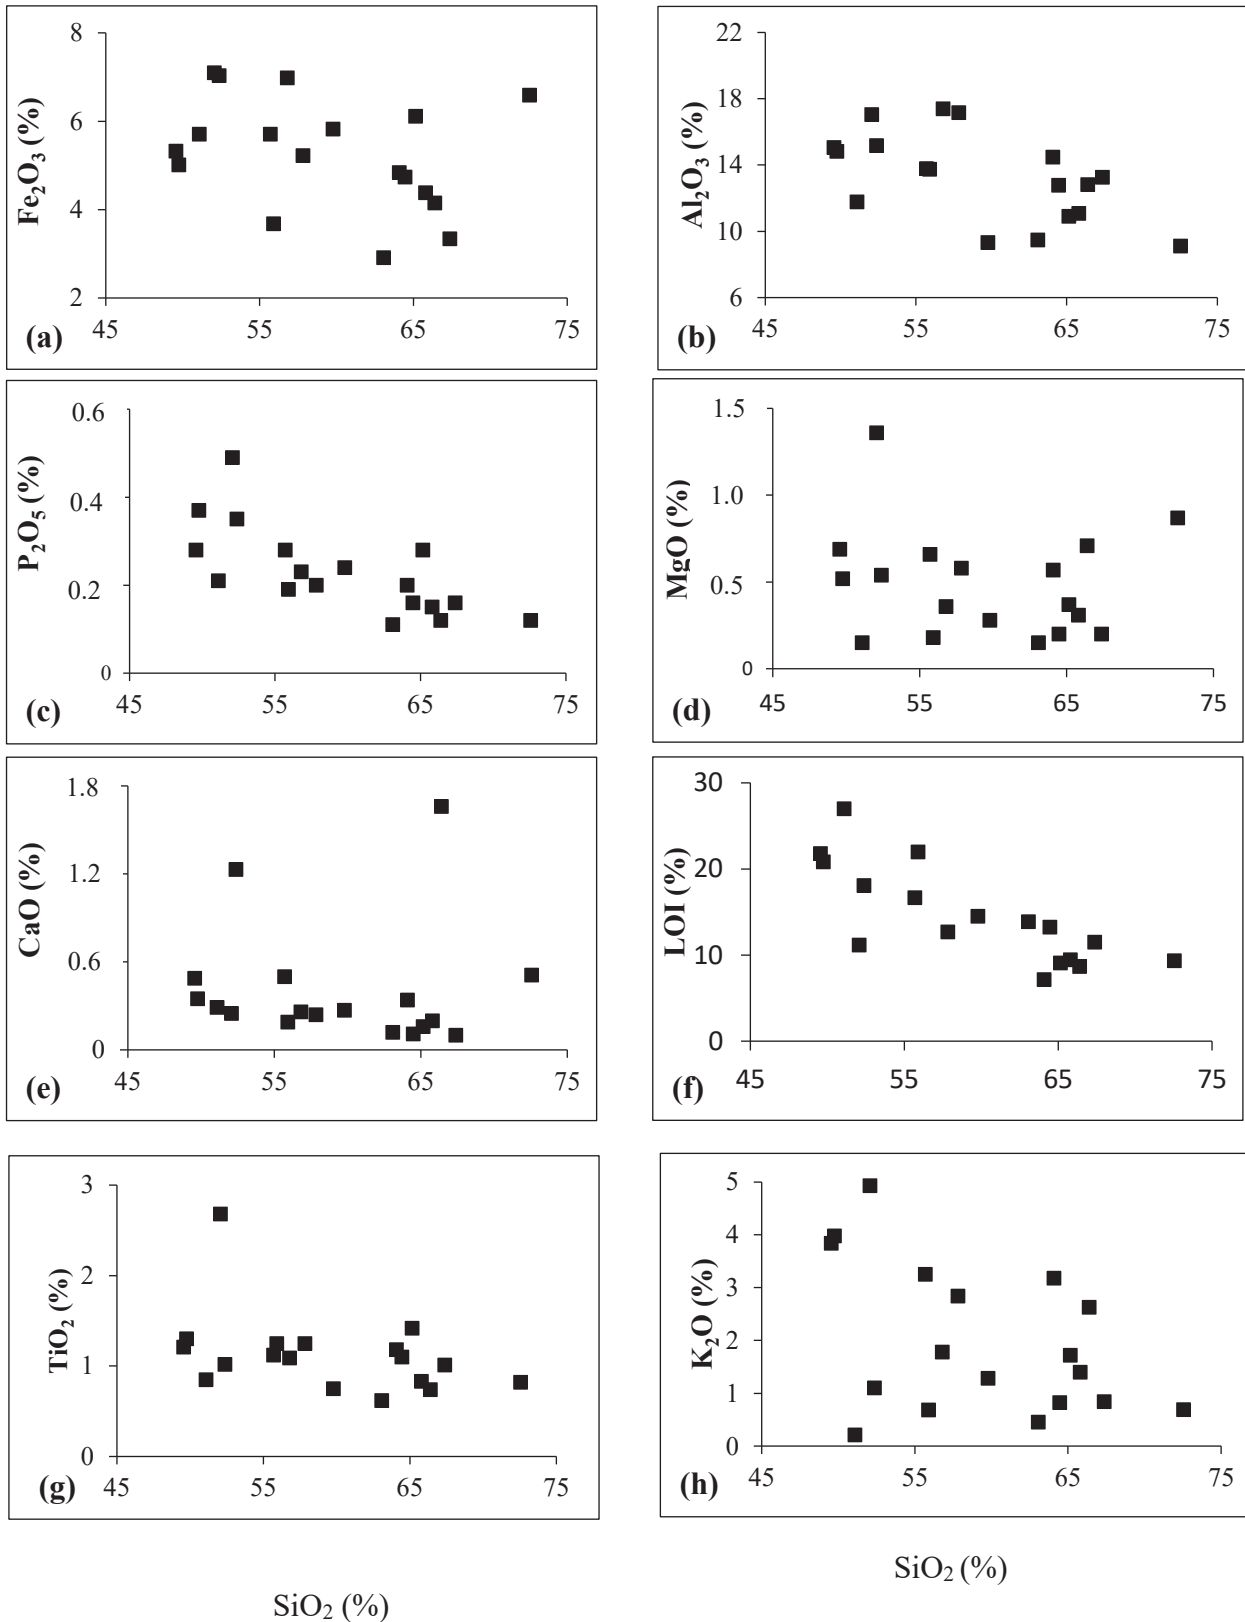 Fe₂O₃ (%)
8
6
4
2
45 55 65 75
(a)
Al₂O₃ (%)
22
18
14
10
6
45 55 65 75
(b)
P₂O₅ (%)
0.6
0.4
0.2
0
45 55 65 75
(c)
MgO (%)
1.5
1.0
0.5
0
45 55 65 75
(d)
CaO (%)
1.8
1.2
0.6
0
45 55 65 75
(e)
LOI (%)
30
20
10
0
45 55 65 75
(f)
TiO₂ (%)
3
2
1
0
45 55 65 75
(g)
K₂O (%)
5
4
3
2
1
0
45 55 65 75
(h)
SiO₂ (%)
SiO₂ (%)